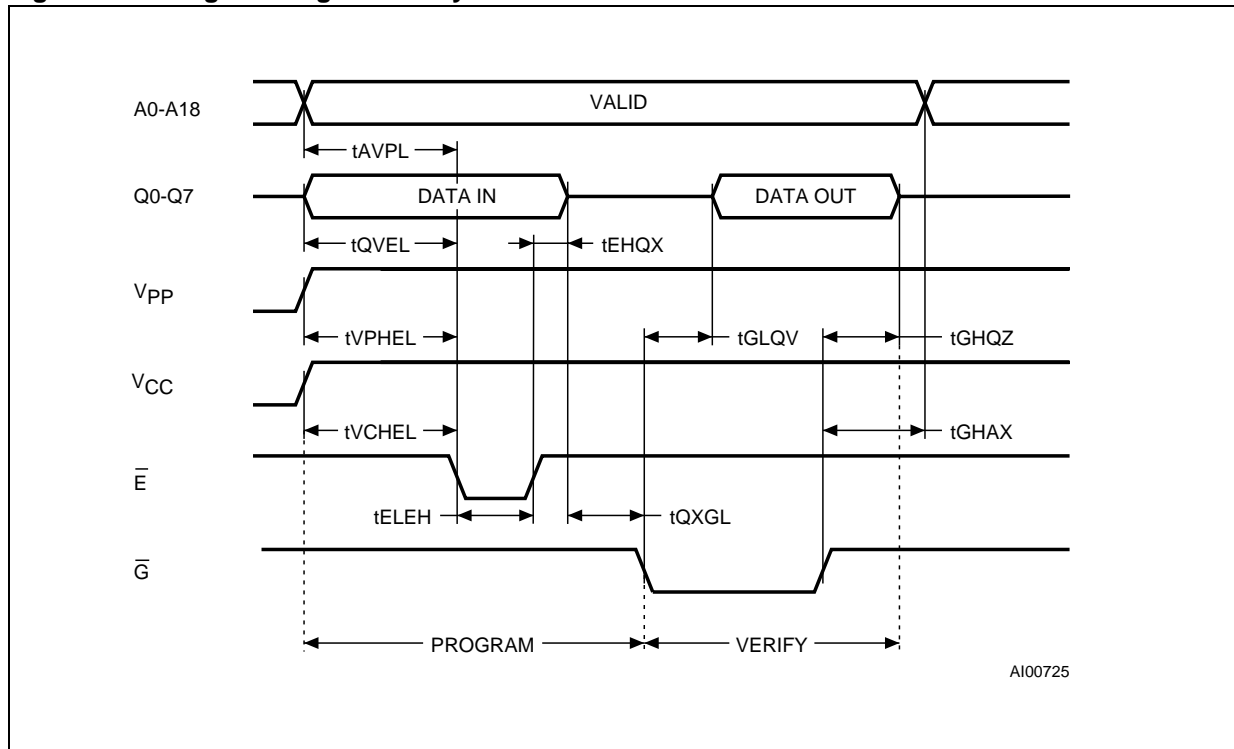 A0-A18
VALID
tAVPL
Q0-Q7
DATA IN
DATA OUT
tQVEL
tEHQX
VPP
tVPHEL
tGLQV
tGHQZ
VCC
tVCHEL
tGHAX
E̅
tELEH
tQXGL
G̅
PROGRAM
VERIFY
AI00725